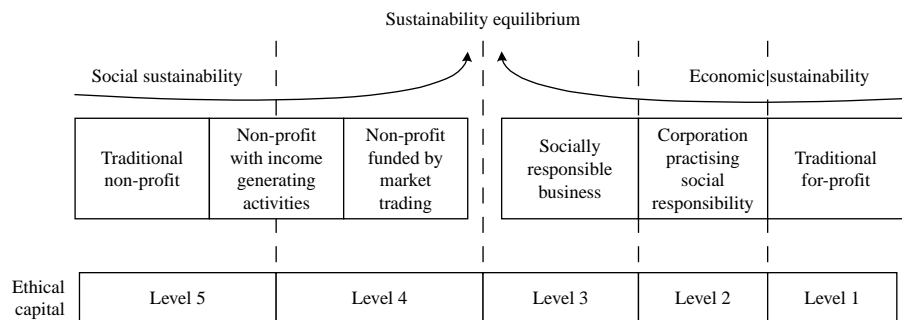 Sustainability equilibrium
Social sustainability
Economic sustainability
Traditional
non-profit
Non-profit
with income
generating
activities
Non-profit
funded by
market
trading
Socially
responsible
business
Corporation
practising
social
responsibility
Traditional
for-profit
Ethical
capital
Level 5
Level 4
Level 3
Level 2
Level 1